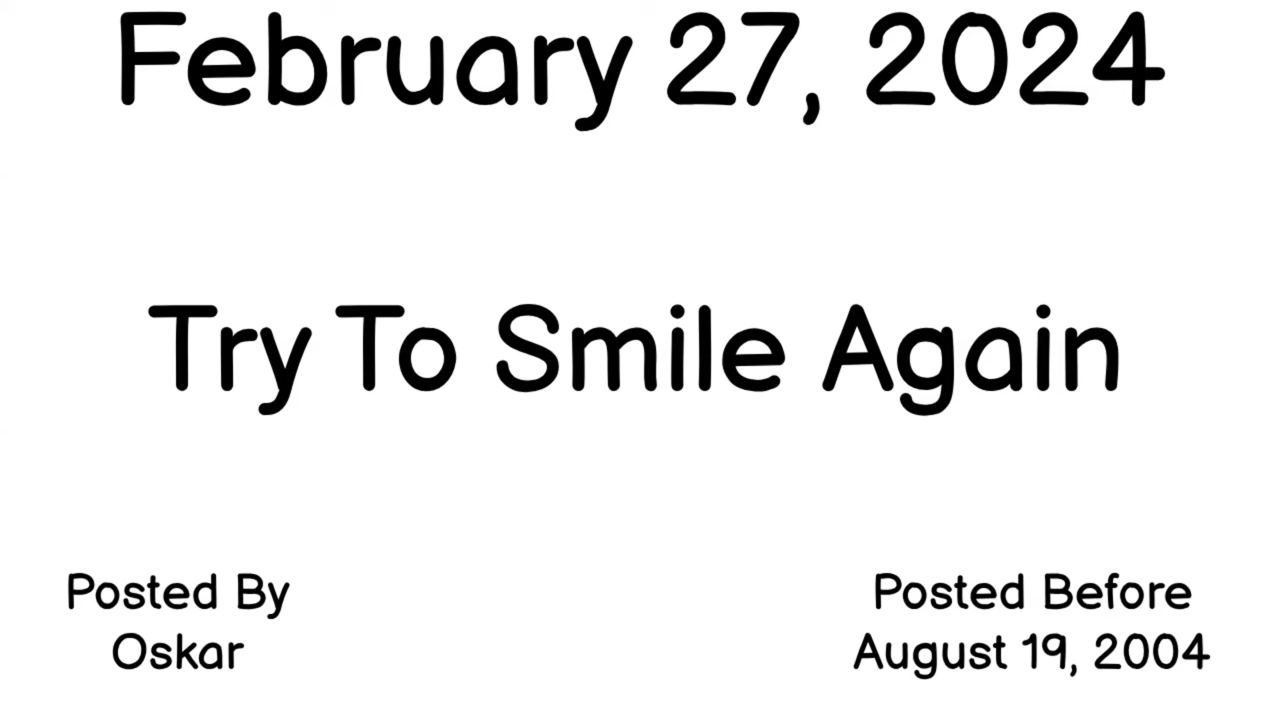 February 27, 2024
Try To Smile Again
Posted By
Oskar
Posted Before
August 19, 2004